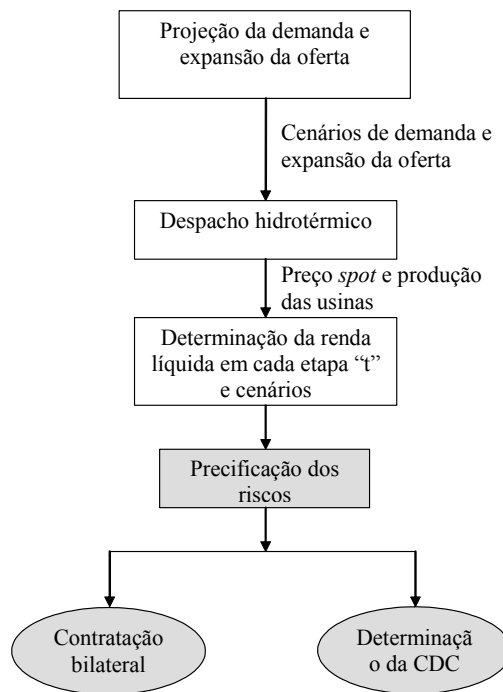 Projeção da demanda e
expansão da oferta
Cenários de demanda e
expansão da oferta
Despacho hidrotérmico
Preço spot e produção
das usinas
Determinação da renda
líquida em cada etapa “t”
e cenários
Precificação dos
riscos
Contratação
bilateral
Determinaçã
o da CDC